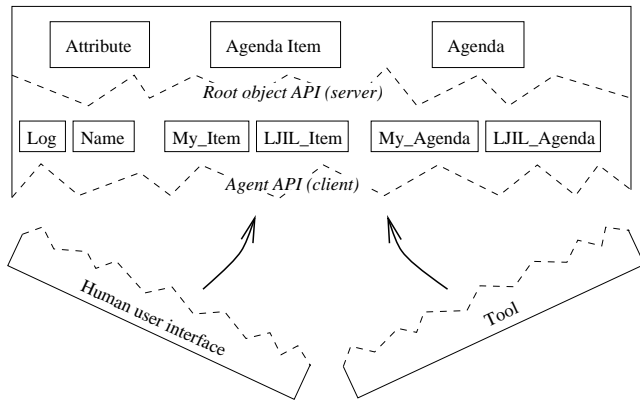 Attribute Agenda Item Agenda
Root object API (server)
Log Name My_Item LJIL_Item My_Agenda LJIL_Agenda
Agent API (client)
Human user interface
Tool